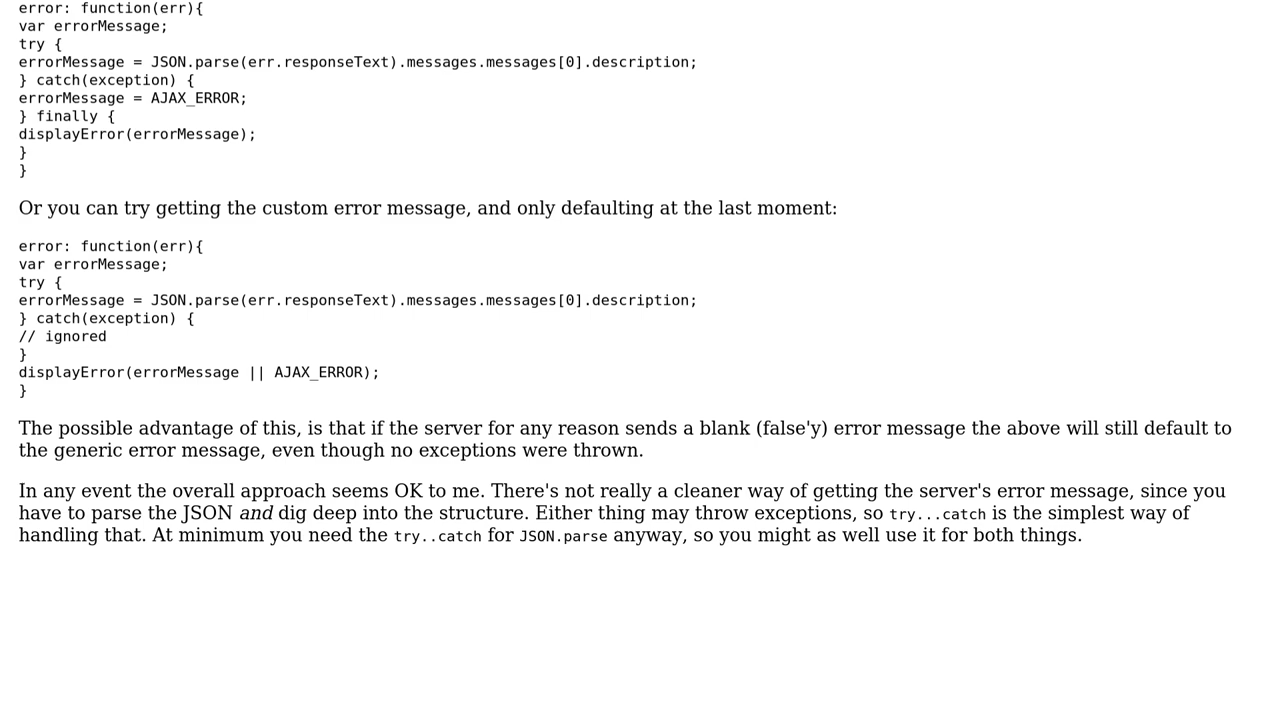 error: function(err){
var errorMessage;
try {
errorMessage = JSON.parse(err.responseText).messages.messages[0].description;
} catch(exception) {
errorMessage = AJAX_ERROR;
} finally {
displayError(errorMessage);
}
}
Or you can try getting the custom error message, and only defaulting at the last moment:
error: function(err){
var errorMessage;
try {
errorMessage = JSON.parse(err.responseText).messages.messages[0].description;
} catch(exception) {
// ignored
}
displayError(errorMessage || AJAX_ERROR);
}
The possible advantage of this, is that if the server for any reason sends a blank (false'y) error message the above will still default to
the generic error message, even though no exceptions were thrown.
In any event the overall approach seems OK to me. There's not really a cleaner way of getting the server's error message, since you
have to parse the JSON and dig deep into the structure. Either thing may throw exceptions, so try...catch is the simplest way of
handling that. At minimum you need the try..catch for JSON.parse anyway, so you might as well use it for both things.